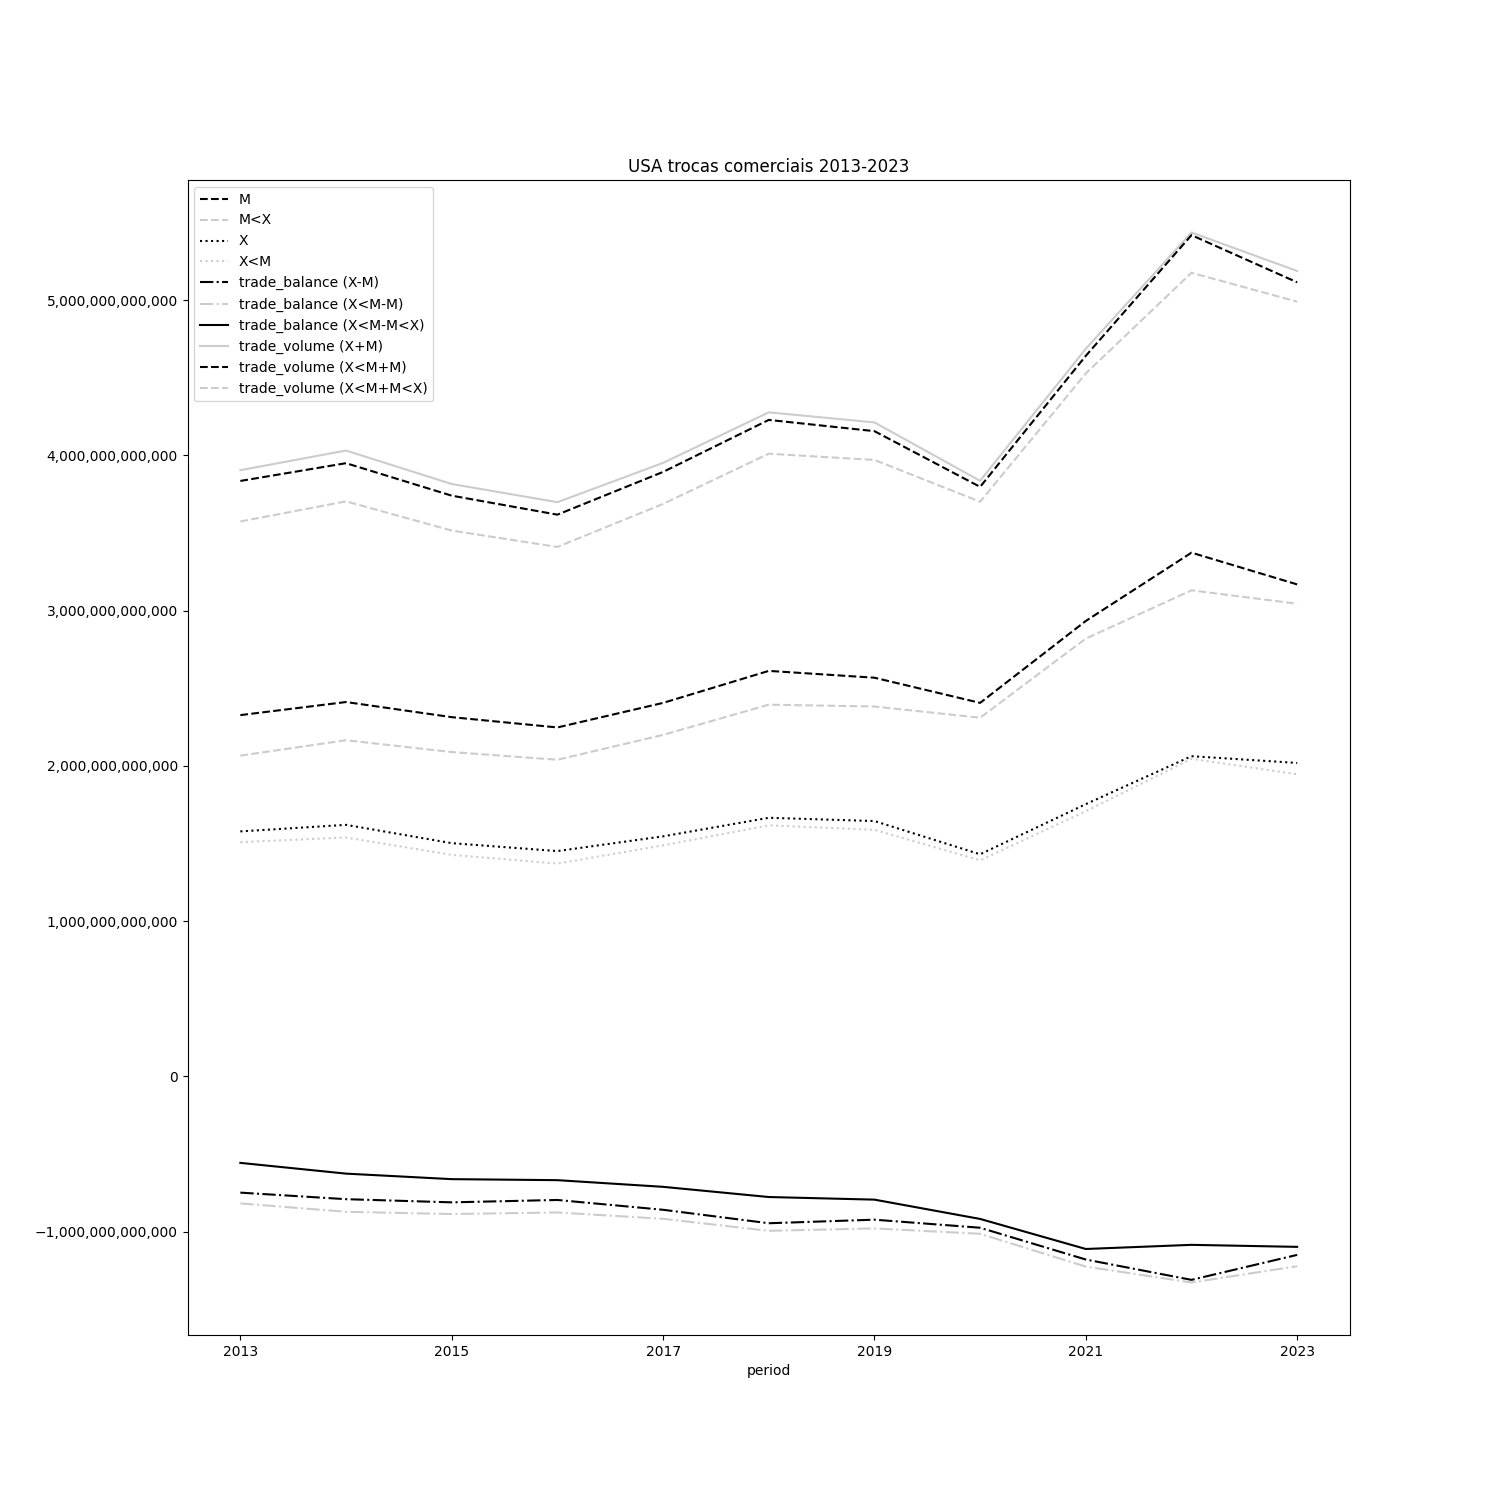 USA trocas comerciais 2013-2023
M
M<X
X
X<M
trade_balance (X-M)
trade_balance (X<M-M)
trade_balance (X<M-M<X)
trade_volume (X+M)
trade_volume (X<M+M)
trade_volume (X<M+M<X)
5,000,000,000,000
4,000,000,000,000
3,000,000,000,000
2,000,000,000,000
1,000,000,000,000
0
−1,000,000,000,000
2013 2015 2017 2019 2021 2023
period